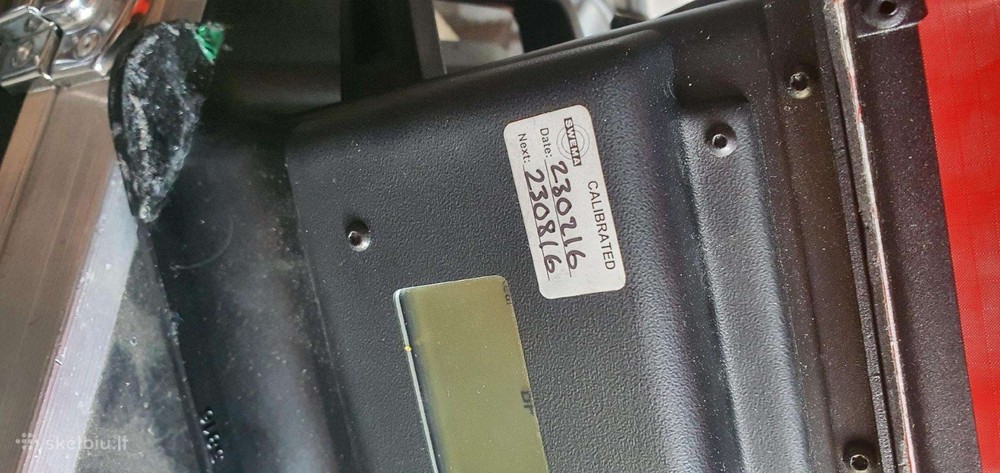 SWEMA
CALIBRATED
Date: 230216
Next: 230816
skelbiu.lt